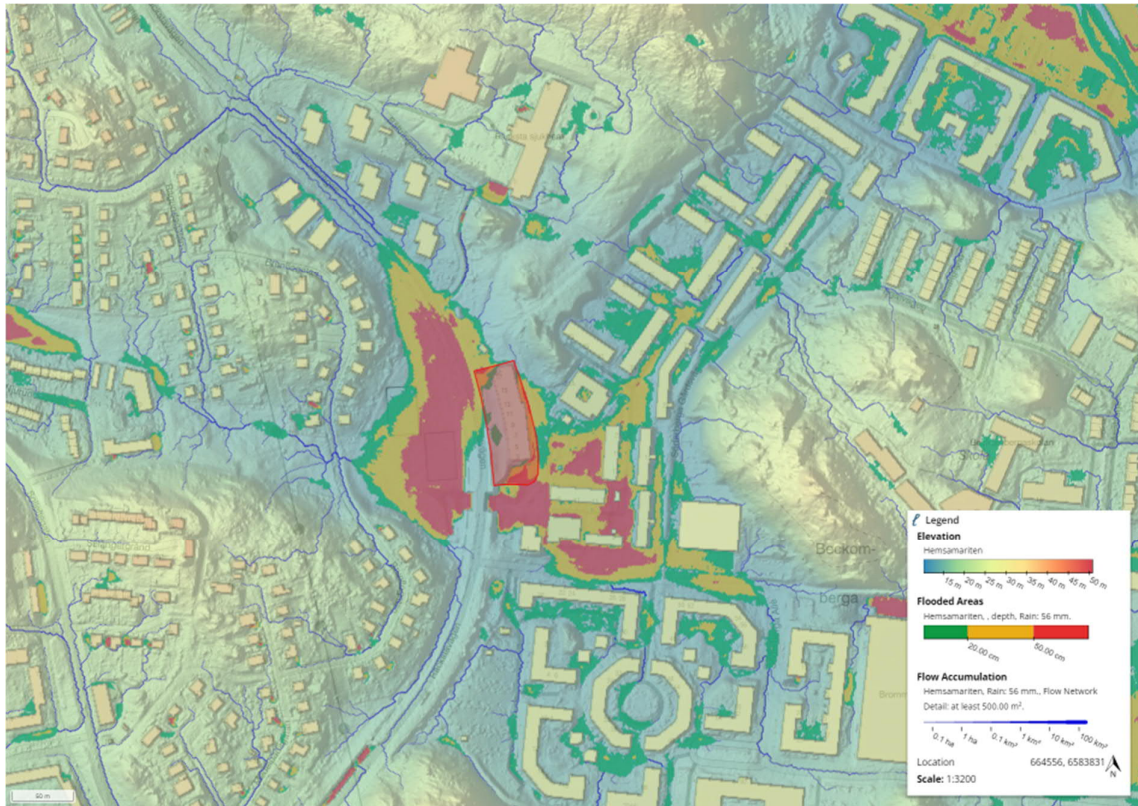 Beckom-
berga
Legend
Elevation
Hemsamariten
15 m 20 m 25 m 30 m 35 m 40 m 45 m 50 m
Flooded Areas
Hemsamariten, , depth, Rain: 56 mm.
20.00 cm 50.00 cm
Flow Accumulation
Hemsamariten, Rain: 56 mm., Flow Network
Detail: at least 500.00 m².
0.1 ha 1 ha 0.1 km² 1 km² 10 km² 100 km²
Location 664556, 6583831
Scale: 1:3200
N
50 m